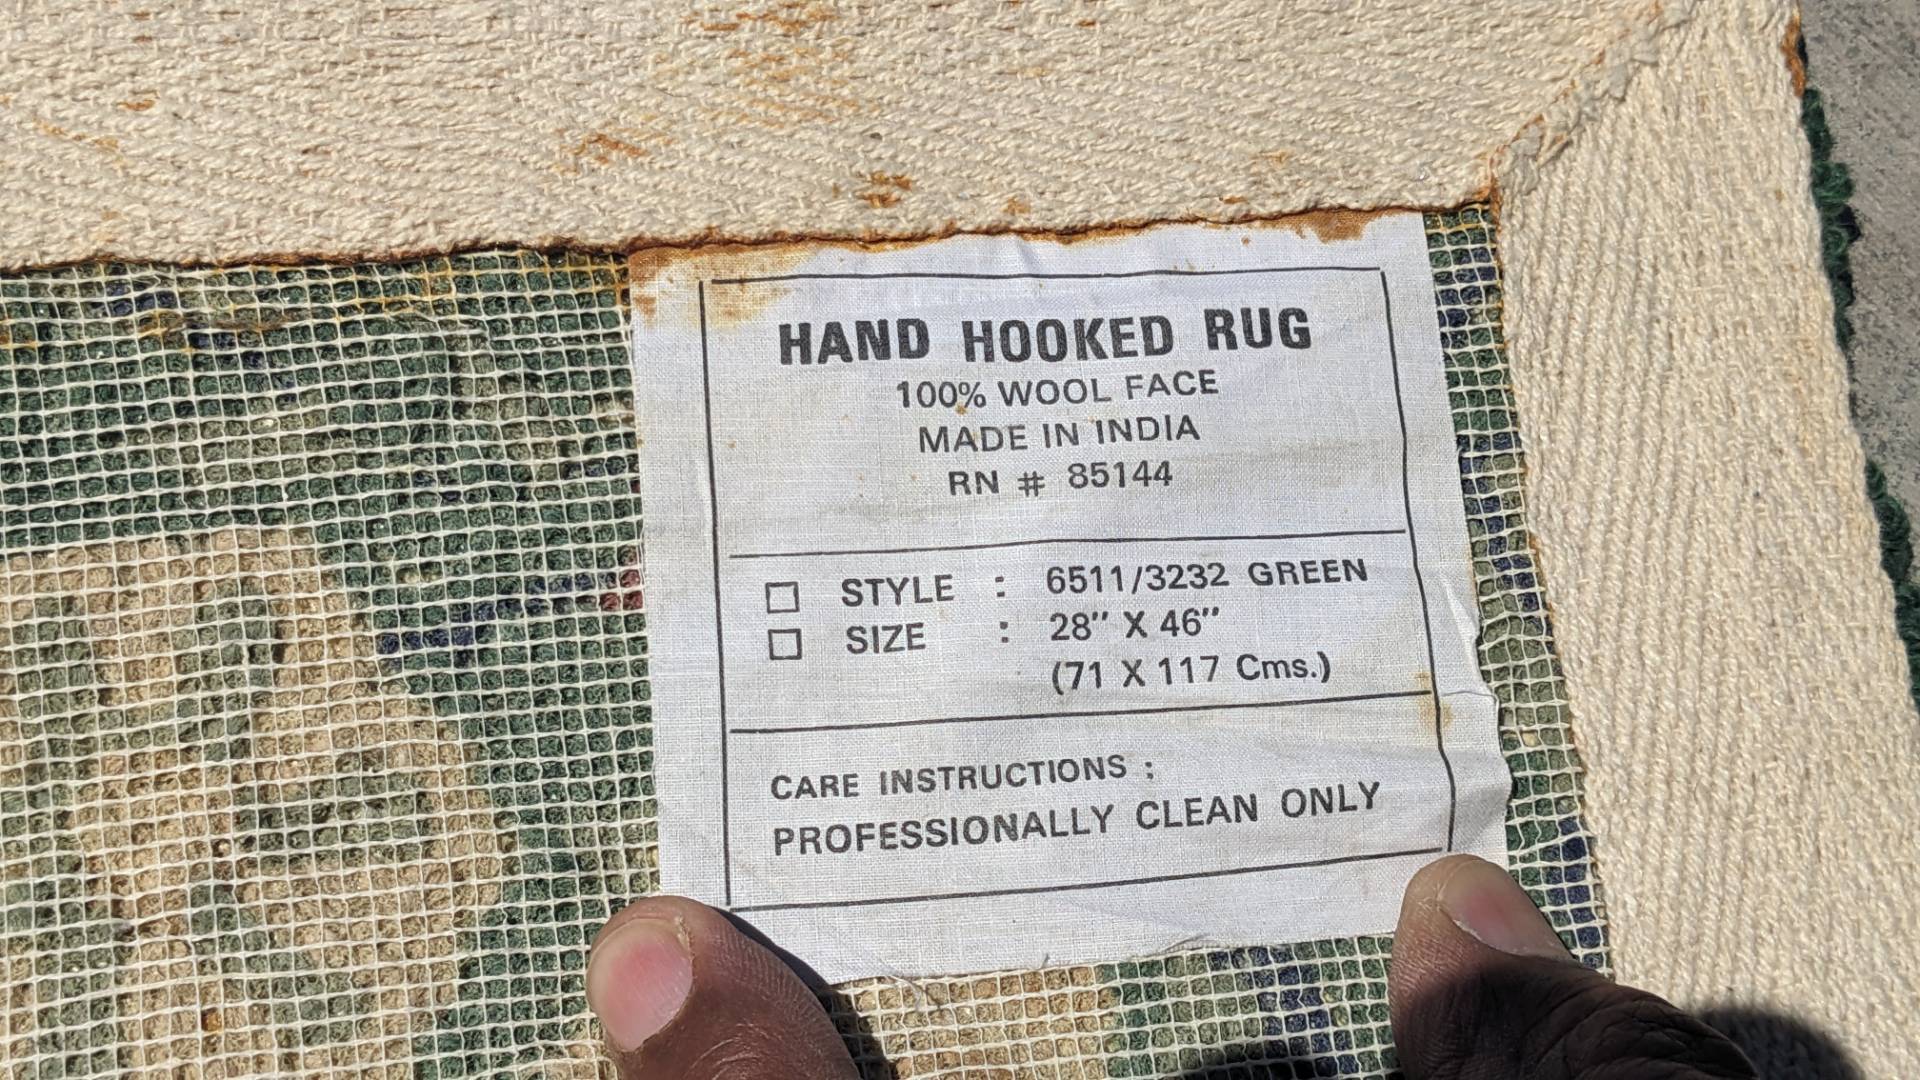 HAND HOOKED RUG
100% WOOL FACE
MADE IN INDIA
RN # 85144
☐ STYLE : 6511/3232 GREEN
☐ SIZE : 28" X 46"
(71 X 117 Cms.)
CARE INSTRUCTIONS ;
PROFESSIONALLY CLEAN ONLY